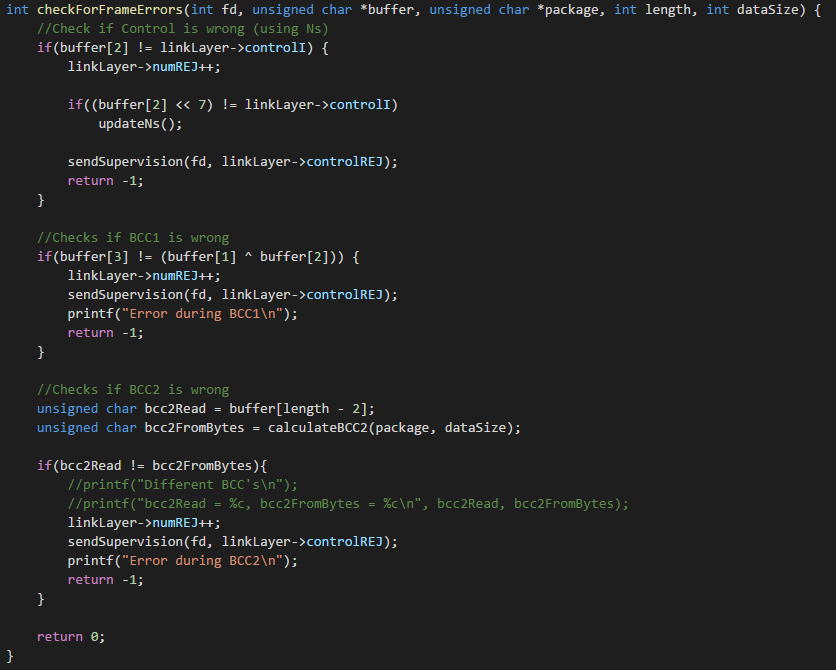 int checkForFrameErrors(int fd, unsigned char *buffer, unsigned char *package, int length, int dataSize) {
    //Check if Control is wrong (using Ns)
    if(buffer[2] != linkLayer->controlI) {
        linkLayer->numREJ++;

        if((buffer[2] << 7) != linkLayer->controlI)
            updateNs();

        sendSupervision(fd, linkLayer->controlREJ);
        return -1;
    }

    //Checks if BCC1 is wrong
    if(buffer[3] != (buffer[1] ^ buffer[2])) {
        linkLayer->numREJ++;
        sendSupervision(fd, linkLayer->controlREJ);
        printf("Error during BCC1\n");
        return -1;
    }

    //Checks if BCC2 is wrong
    unsigned char bcc2Read = buffer[length - 2];
    unsigned char bcc2FromBytes = calculateBCC2(package, dataSize);

    if(bcc2Read != bcc2FromBytes){
        //printf("Different BCC's\n");
        //printf("bcc2Read = %c, bcc2FromBytes = %c\n", bcc2Read, bcc2FromBytes);
        linkLayer->numREJ++;
        sendSupervision(fd, linkLayer->controlREJ);
        printf("Error during BCC2\n");
        return -1;
    }

    return 0;
}